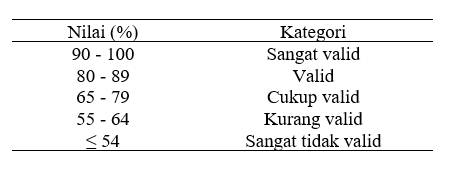 Nilai (%) Kategori
90 - 100 Sangat valid
80 - 89 Valid
65 - 79 Cukup valid
55 - 64 Kurang valid
≤ 54 Sangat tidak valid